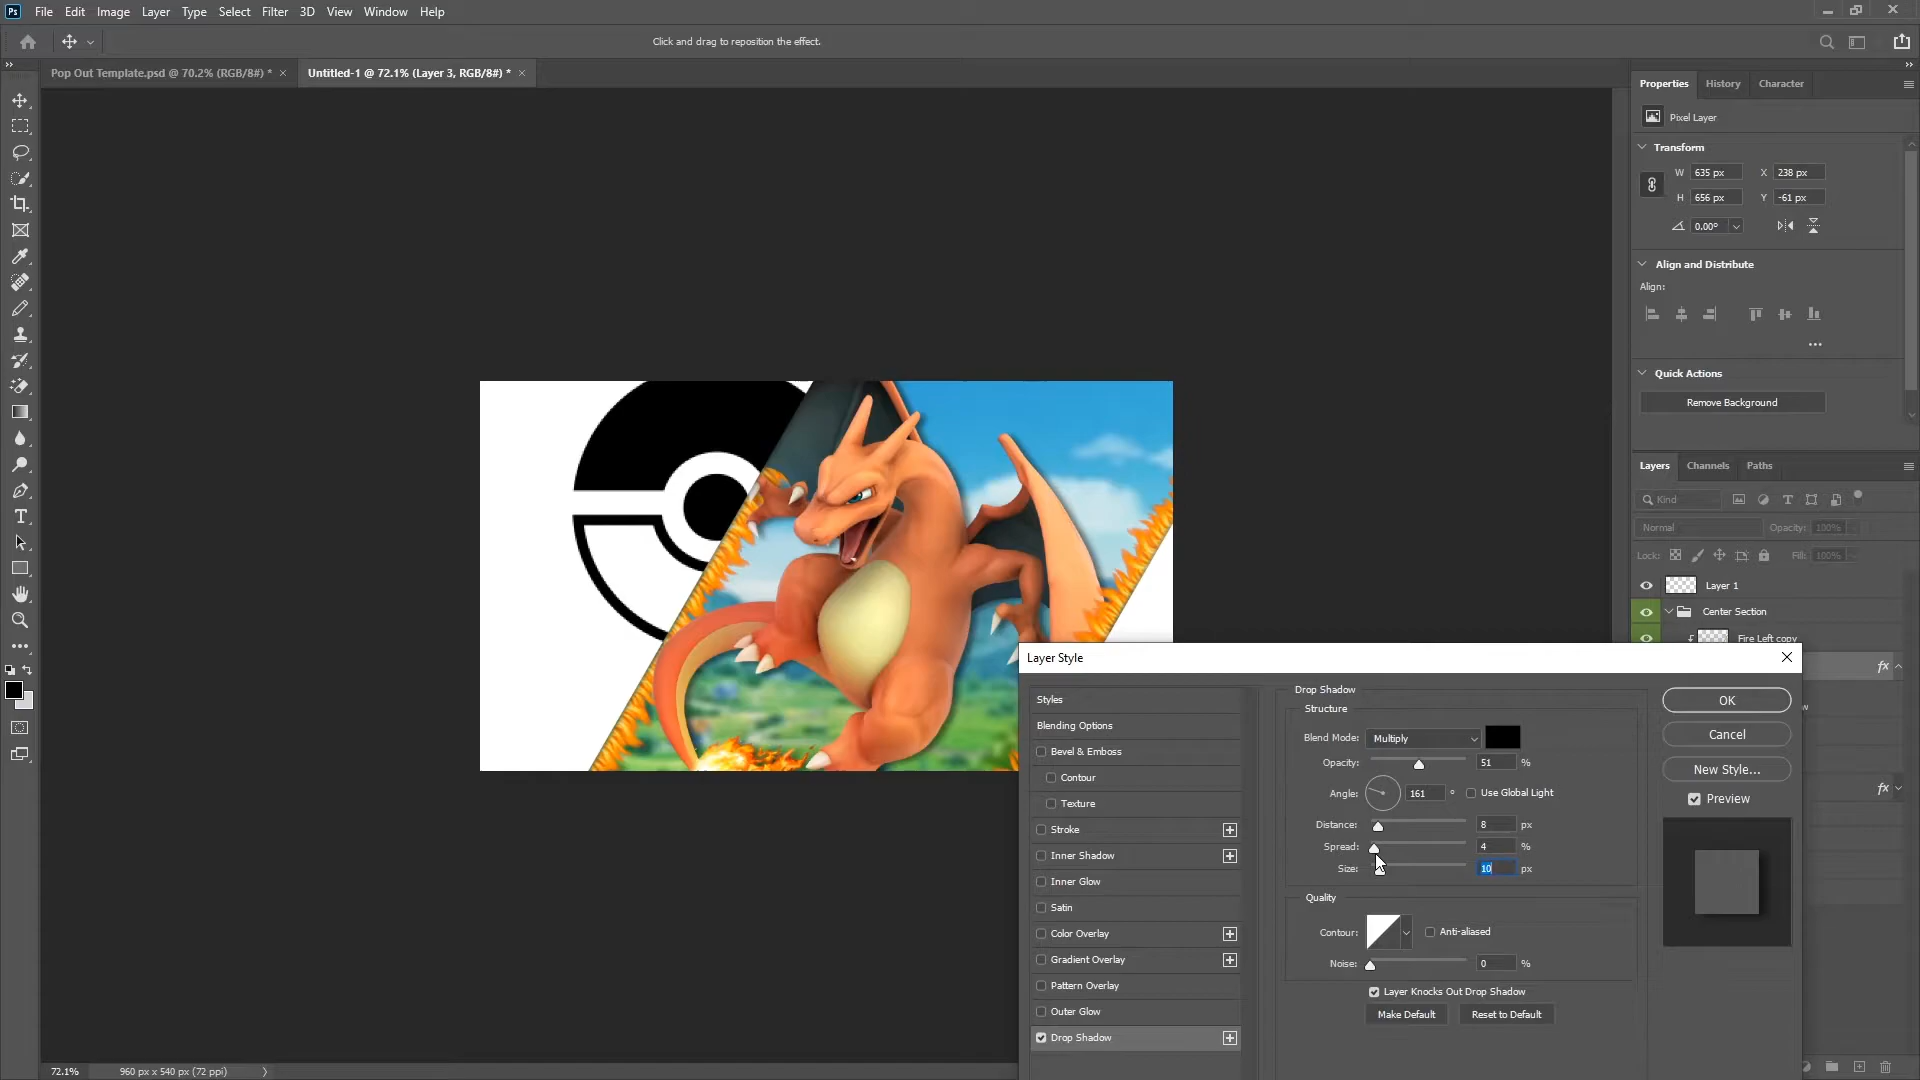 Ps File Edit Image Layer Type Select Filter 3D View Window Help
Click and drag to reposition the effect.
Pop Out Template.psd @ 70.2% (RGB/8#) * × Untitled-1 @ 72.1% (Layer 3, RGB/8#) * ×
Properties History Character
Pixel Layer
Transform
W 635 px X 238 px
H 656 px Y -61 px
0.00°
Align and Distribute
Align:
Quick Actions
Remove Background
Layers Channels Paths
Kind
Normal Opacity: 100%
Lock: Fill: 100%
Layer 1
Center Section
Fire Left copy
fx
fx
Layer Style
Styles
Blending Options
Bevel & Emboss
Contour
Texture
Stroke
Inner Shadow
Inner Glow
Satin
Color Overlay
Gradient Overlay
Pattern Overlay
Outer Glow
Drop Shadow
Drop Shadow
Structure
Blend Mode: Multiply
Opacity: 51 %
Angle: 161 ° Use Global Light
Distance: 8 px
Spread: 4 %
Size: 10 px
Quality
Contour: Anti-aliased
Noise: 0 %
Layer Knocks Out Drop Shadow
Make Default Reset to Default
OK
Cancel
New Style...
Preview
72.1% 960 px x 540 px (72 ppi)